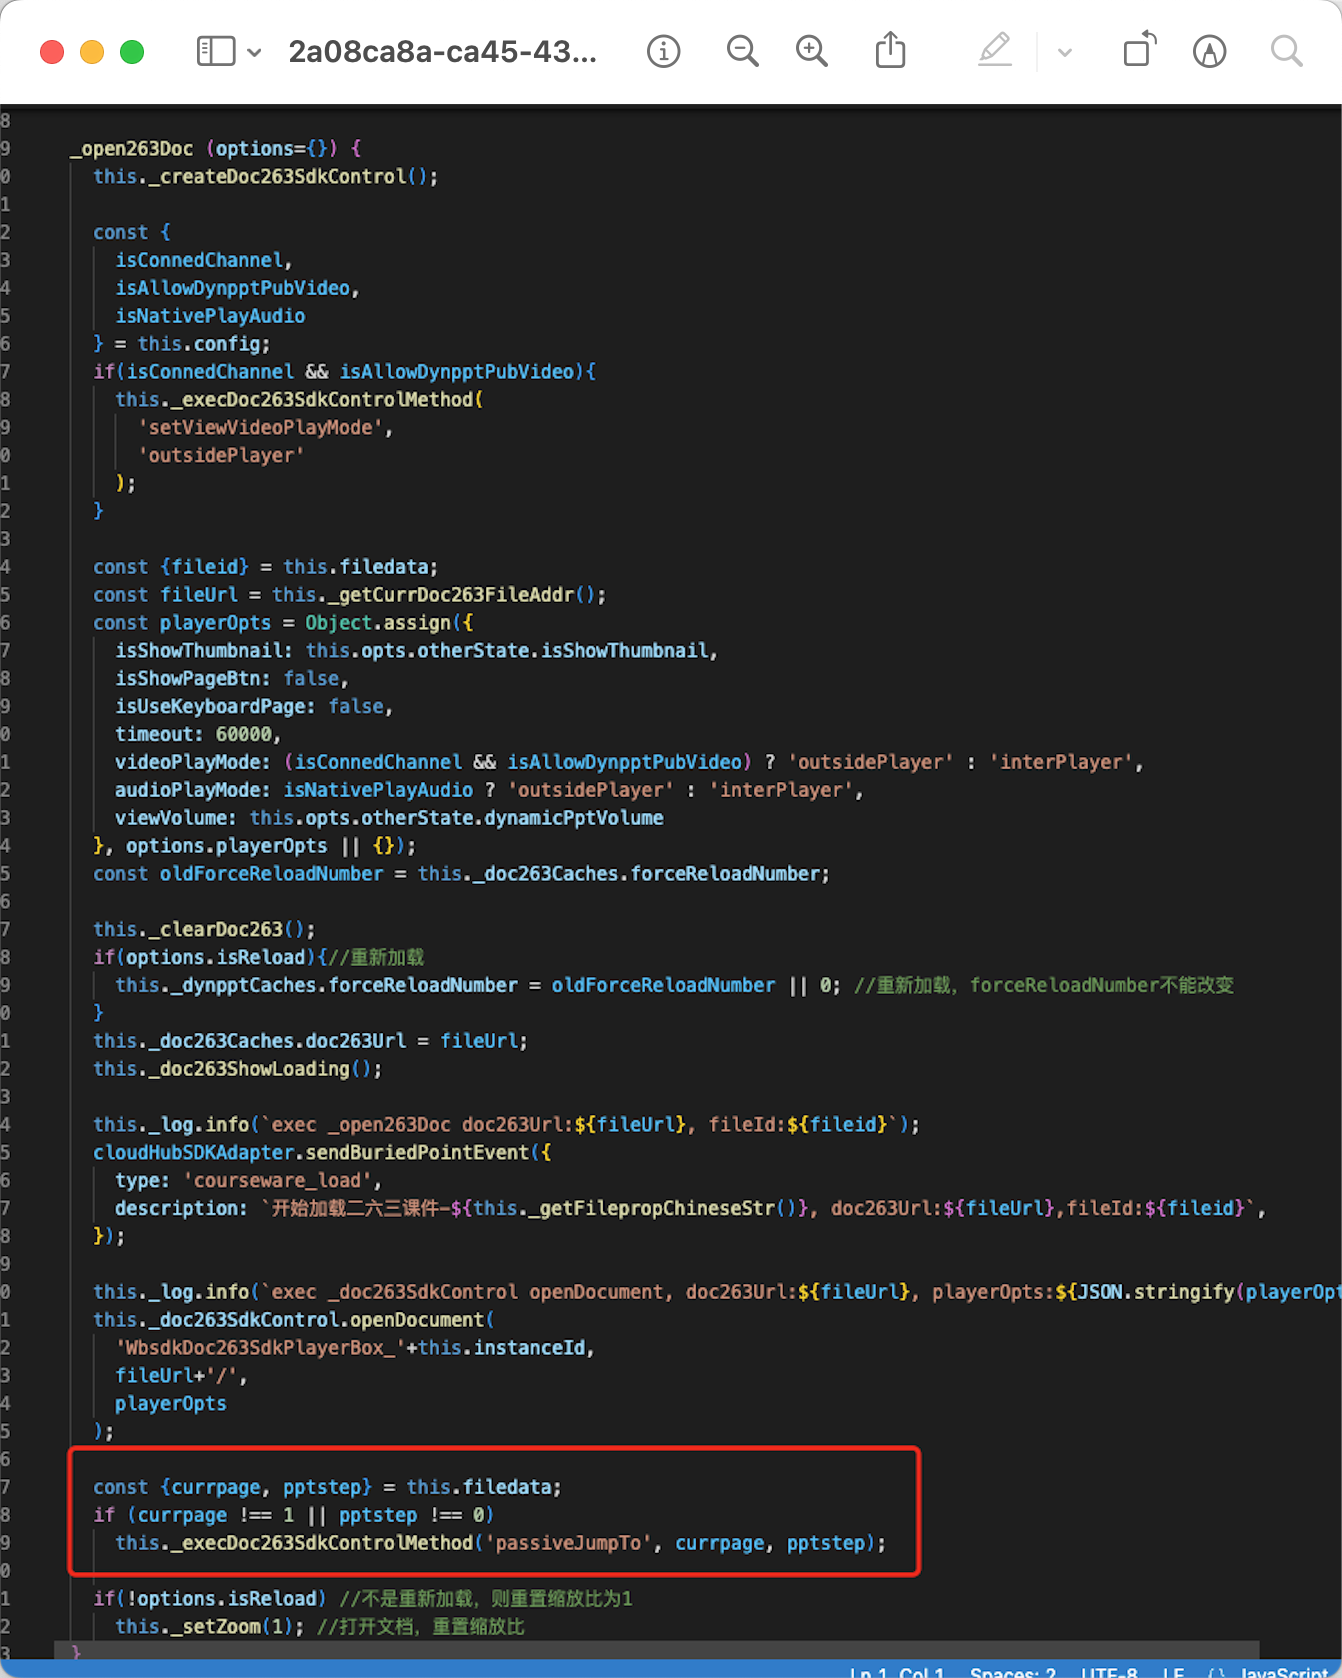 2a08ca8a-ca45-43...
8
9 _open263Doc (options={}) {
0 this._createDoc263SdkControl();
1
2 const {
3 isConnedChannel,
4 isAllowDynpptPubVideo,
5 isNativePlayAudio
6 } = this.config;
7 if(isConnedChannel && isAllowDynpptPubVideo){
8 this._execDoc263SdkControlMethod(
9 'setViewVideoPlayMode',
0 'outsidePlayer'
1 );
2 }
3
4 const {fileid} = this.filedata;
5 const fileUrl = this._getCurrDoc263FileAddr();
6 const playerOpts = Object.assign({
7 isShowThumbnail: this.opts.otherState.isShowThumbnail,
8 isShowPageBtn: false,
9 isUseKeyboardPage: false,
0 timeout: 60000,
1 videoPlayMode: (isConnedChannel && isAllowDynpptPubVideo) ? 'outsidePlayer' : 'interPlayer',
2 audioPlayMode: isNativePlayAudio ? 'outsidePlayer' : 'interPlayer',
3 viewVolume: this.opts.otherState.dynamicPptVolume
4 }, options.playerOpts || {});
5 const oldForceReloadNumber = this._doc263Caches.forceReloadNumber;
6
7 this._clearDoc263();
8 if(options.isReload){//重新加载
9 this._dynpptCaches.forceReloadNumber = oldForceReloadNumber || 0; //重新加载，forceReloadNumber不能改变
0 }
1 this._doc263Caches.doc263Url = fileUrl;
2 this._doc263ShowLoading();
3
4 this._log.info(`exec _open263Doc doc263Url:${fileUrl}, fileId:${fileid}`);
5 cloudHubSDKAdapter.sendBuriedPointEvent({
6 type: 'courseware_load',
7 description: `开始加载二六三课件-${this._getFilepropChineseStr()}, doc263Url:${fileUrl},fileId:${fileid}`,
8 });
9
0 this._log.info(`exec _doc263SdkControl openDocument, doc263Url:${fileUrl}, playerOpts:${JSON.stringify(playerOpt
1 this._doc263SdkControl.openDocument(
2 'WbsdkDoc263SdkPlayerBox_'+this.instanceId,
3 fileUrl+'/',
4 playerOpts
5 );
6
7 const {currpage, pptstep} = this.filedata;
8 if (currpage !== 1 || pptstep !== 0)
9 this._execDoc263SdkControlMethod('passiveJumpTo', currpage, pptstep);
0
1 if(!options.isReload) //不是重新加载，则重置缩放比为1
2 this._setZoom(1); //打开文档，重置缩放比
3 }
Ln 1, Col 1 Spaces: 2 UTF-8 LF {} JavaScript